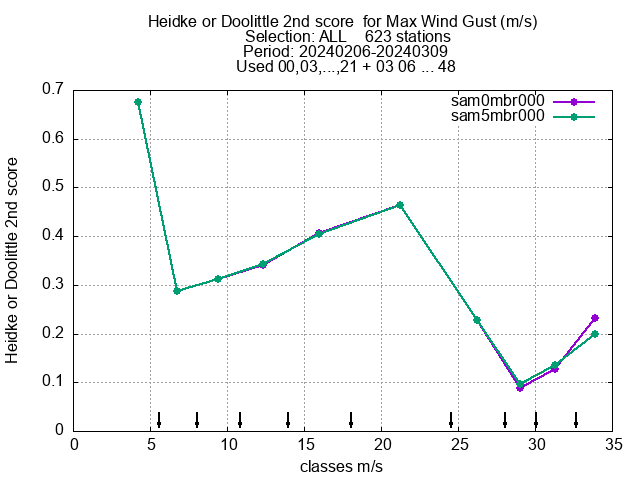 Heidke or Doolittle 2nd score  for Max Wind Gust (m/s)
Selection: ALL    623 stations
Period: 20240206-20240309
Used 00,03,...,21 + 03 06 ... 48
sam0mbr000
sam5mbr000
0.7
0.6
0.5
0.4
0.3
0.2
0.1
0
Heidke or Doolittle 2nd score
0 5 10 15 20 25 30 35
classes m/s